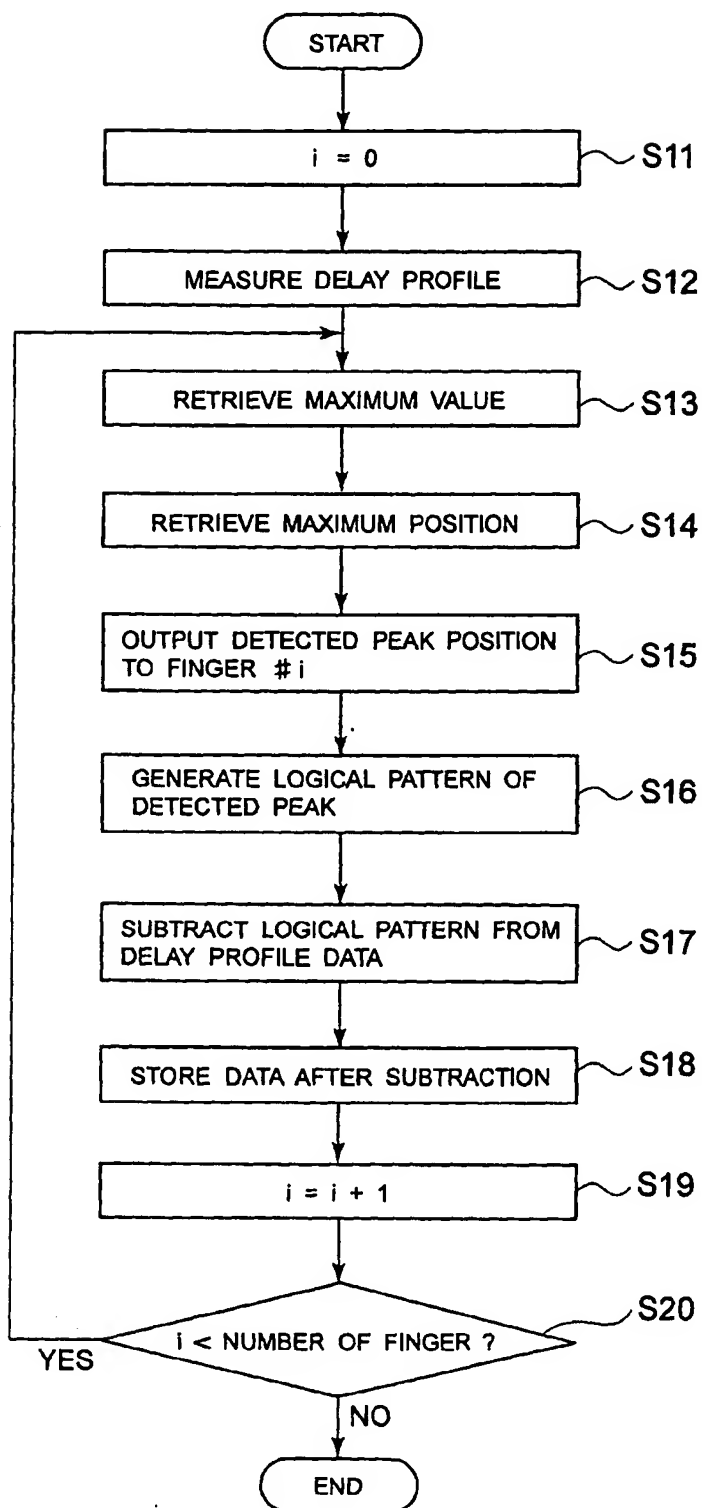 START
i = 0
S11
MEASURE DELAY PROFILE
S12
RETRIEVE MAXIMUM VALUE
S13
RETRIEVE MAXIMUM POSITION
S14
OUTPUT DETECTED PEAK POSITION
TO FINGER # i
S15
GENERATE LOGICAL PATTERN OF
DETECTED PEAK
S16
SUBTRACT LOGICAL PATTERN FROM
DELAY PROFILE DATA
S17
STORE DATA AFTER SUBTRACTION
S18
i = i + 1
S19
i < NUMBER OF FINGER ?
S20
YES
NO
END